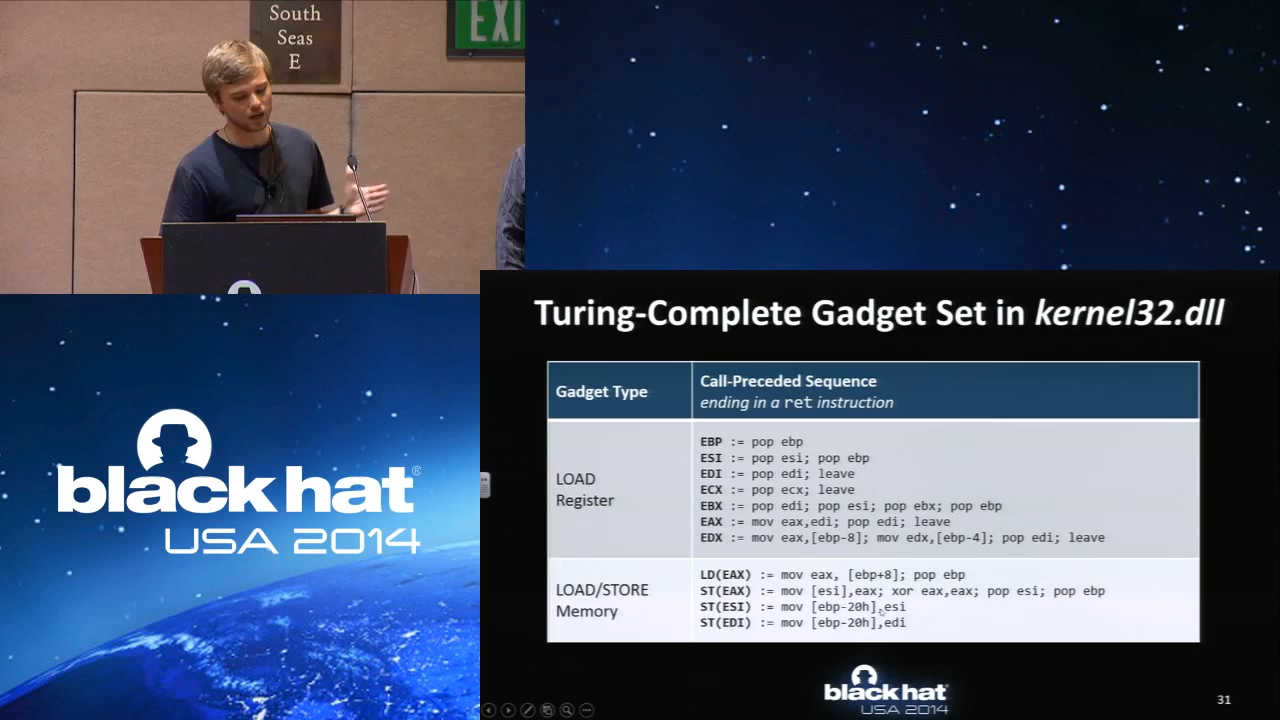 South
Seas
E
EXI
black hat®
USA 2014
Turing-Complete Gadget Set in kernel32.dll
Gadget Type
Call-Preceded Sequence
ending in a ret instruction
LOAD
Register
EBP := pop ebp
ESI := pop esi; pop ebp
EDI := pop edi; leave
ECX := pop ecx; leave
EBX := pop edi; pop esi; pop ebx; pop ebp
EAX := mov eax,edi; pop edi; leave
EDX := mov eax,[ebp-8]; mov edx,[ebp-4]; pop edi; leave
LOAD/STORE
Memory
LD(EAX) := mov eax, [ebp+8]; pop ebp
ST(EAX) := mov [esi],eax; xor eax,eax; pop esi; pop ebp
ST(ESI) := mov [ebp-20h],esi
ST(EDI) := mov [ebp-20h],edi
black hat
USA 2014
31